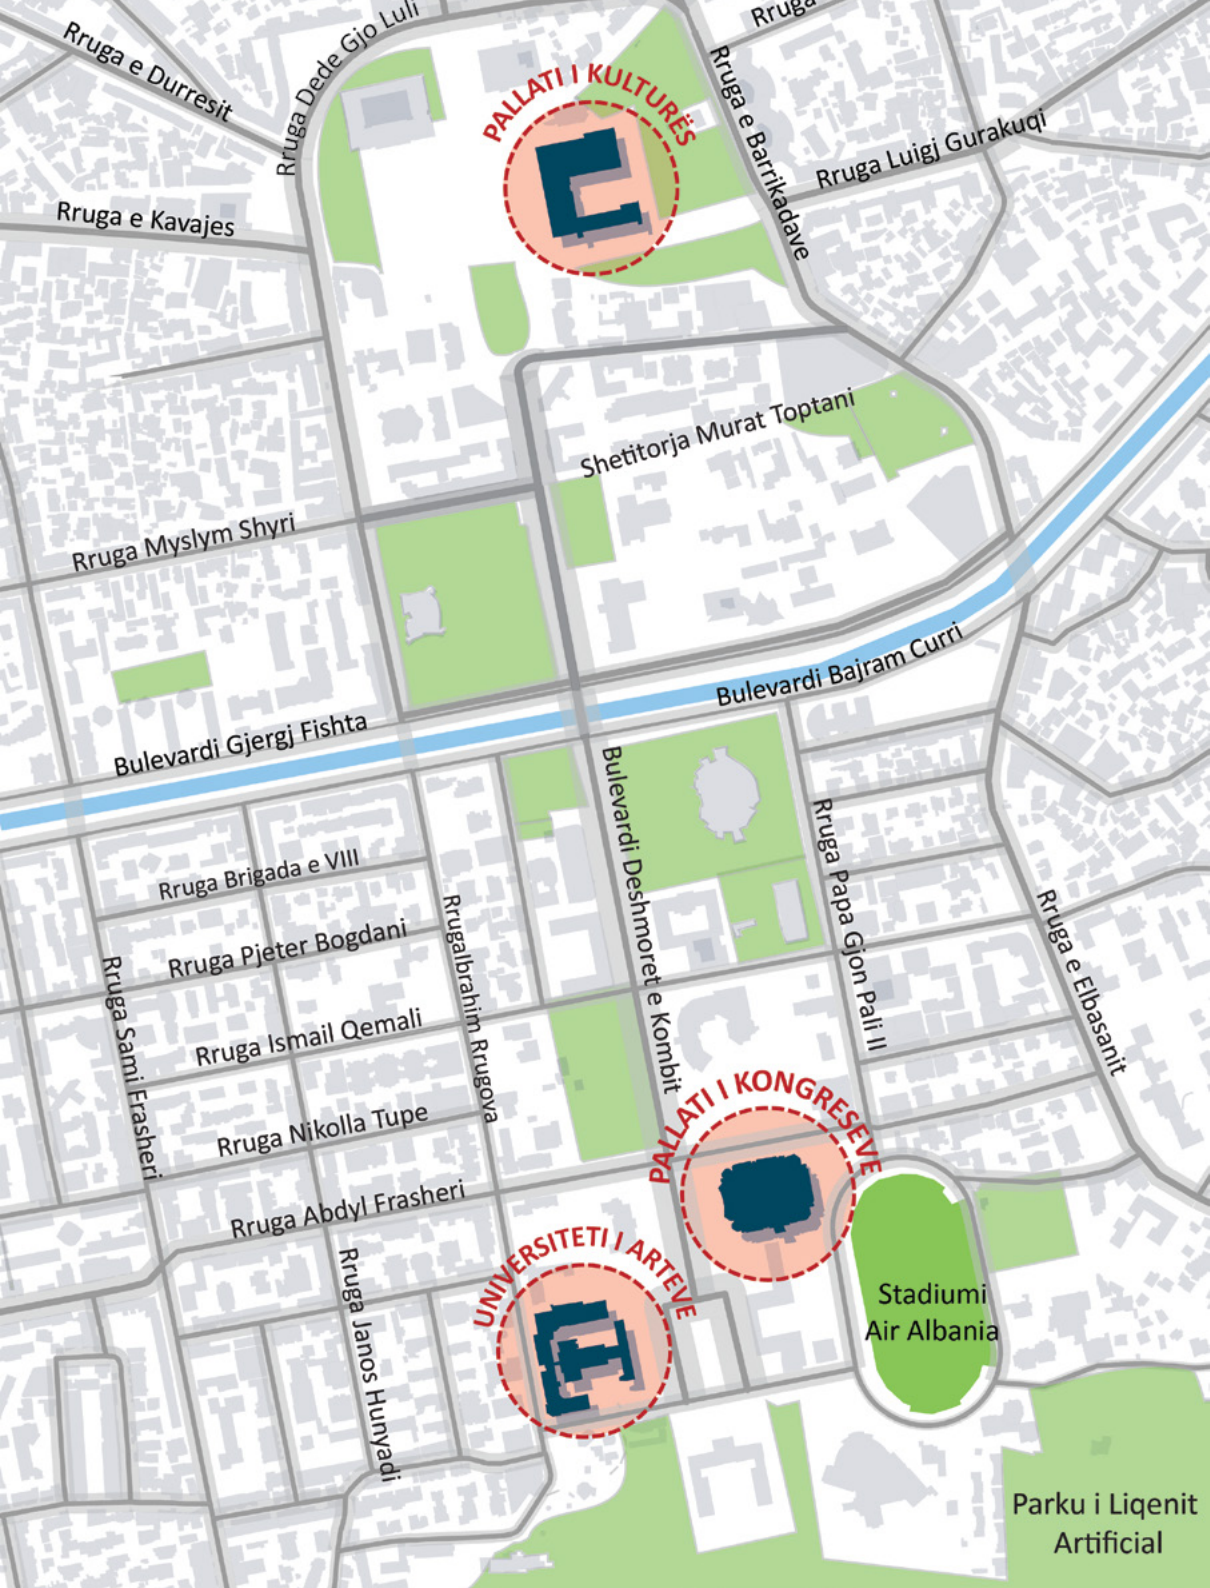 Rruga e Durresit
Rruga Dede Gjo Luli
Rruga
PALLATI I KULTURËS
Rruga e Barrikadave
Rruga Luigj Gurakuqi
Rruga e Kavajes
Shetitorja Murat Toptani
Rruga Myslym Shyri
Bulevardi Bajram Curri
Bulevardi Gjergj Fishta
Bulevardi Deshmoret e Kombit
Rruga Papa Gjon Pali II
Rruga Brigada e VIII
Rruga Pjeter Bogdani
RrugaIbrahim Rrugova
Rruga e Elbasanit
Rruga Sami Frasheri
Rruga Ismail Qemali
Rruga Nikolla Tupe
PALLATI I KONGRESEVE
Rruga Abdyl Frasheri
UNIVERSITETI I ARTEVE
Rruga Janos Hunyadi
Stadiumi
Air Albania
Parku i Liqenit
Artificial